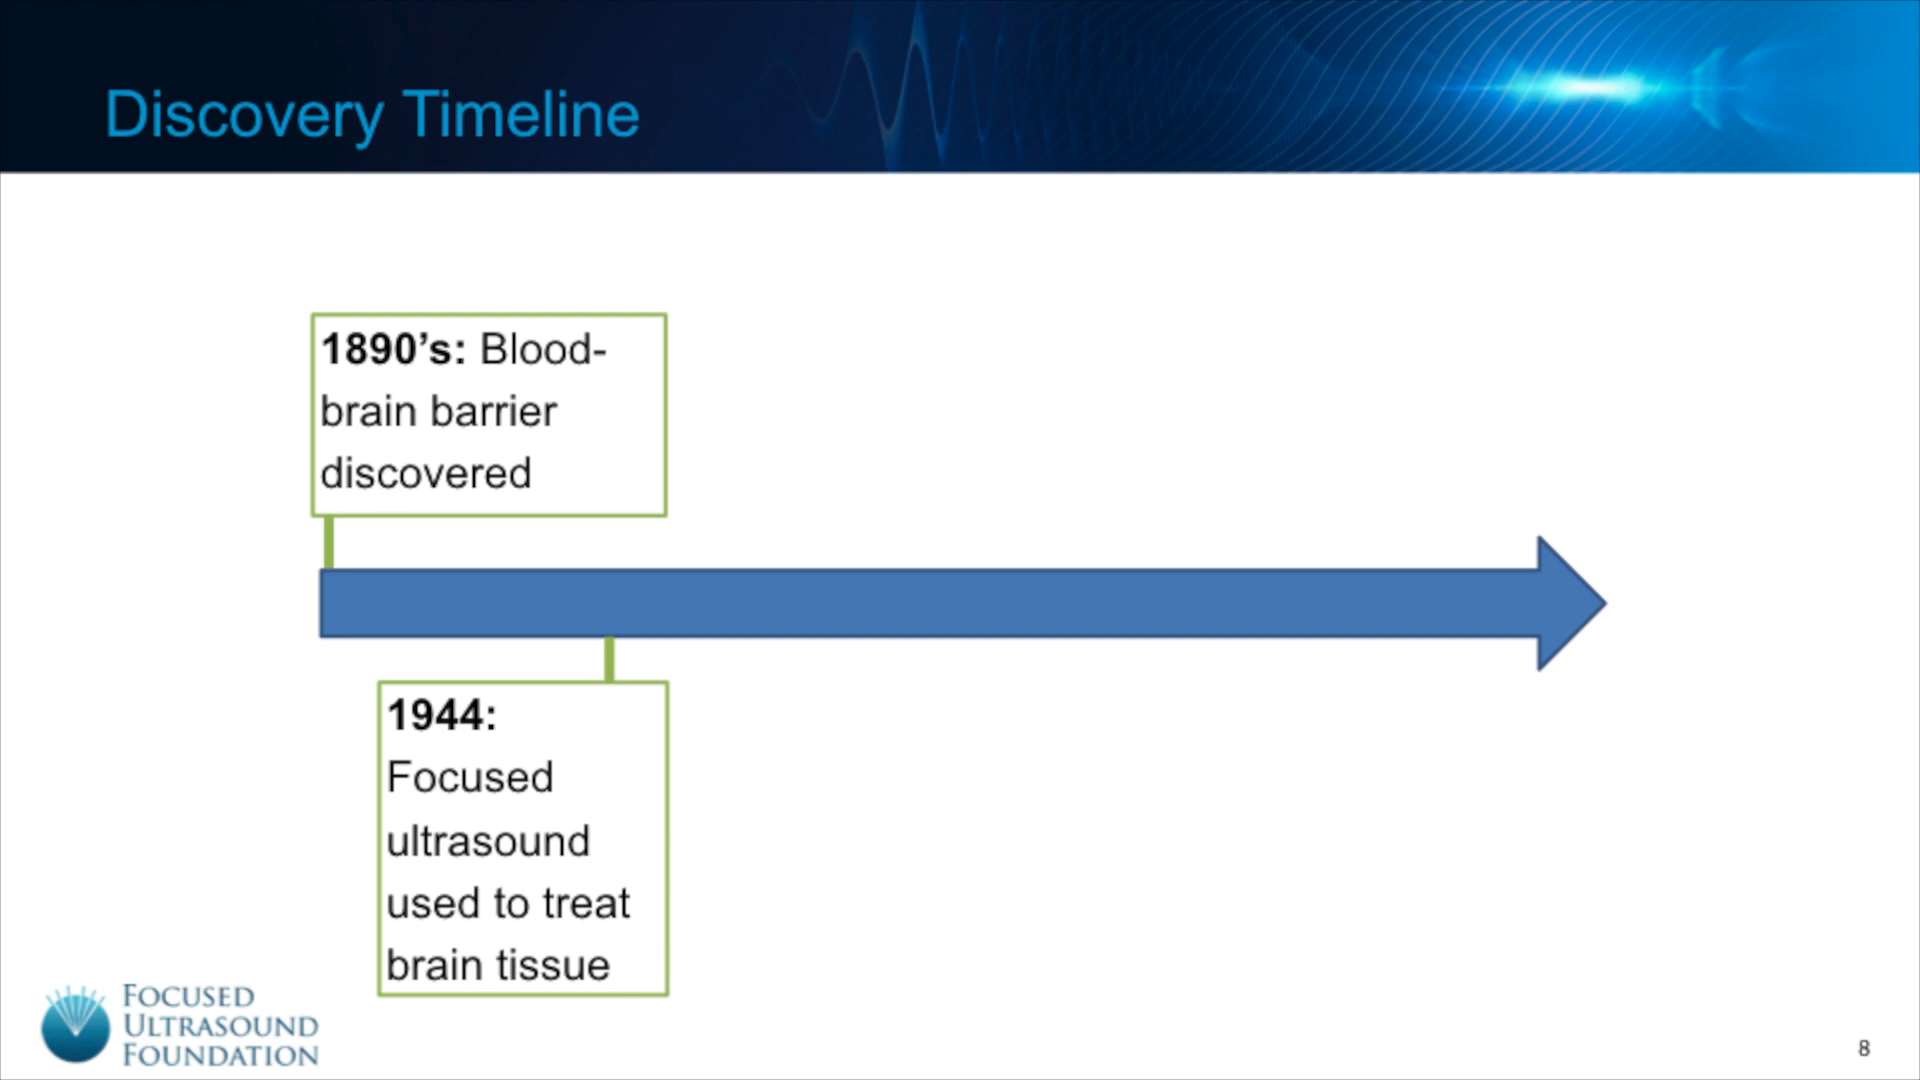 Discovery Timeline
1890’s: Blood-
brain barrier
discovered
1944:
Focused
ultrasound
used to treat
brain tissue
FOCUSED
ULTRASOUND
FOUNDATION
8